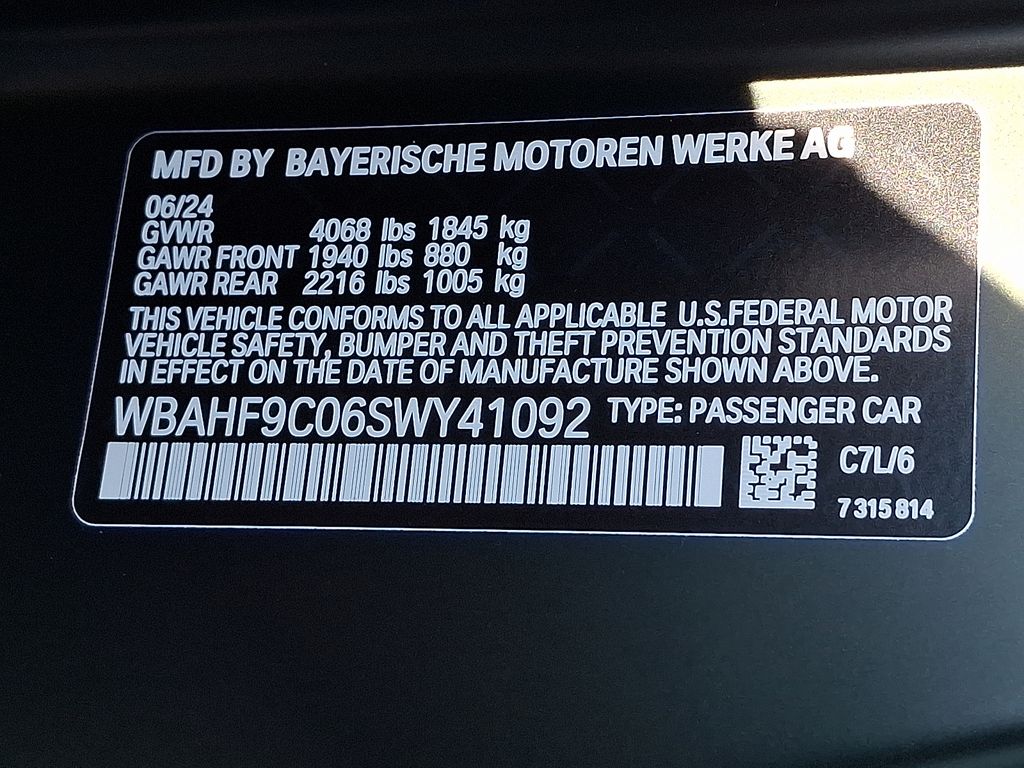 MFD BY BAYERISCHE MOTOREN WERKE AG
06/24
GVWR 4068 lbs 1845 kg
GAWR FRONT 1940 lbs 880 kg
GAWR REAR 2216 lbs 1005 kg
THIS VEHICLE CONFORMS TO ALL APPLICABLE U.S.FEDERAL MOTOR
VEHICLE SAFETY, BUMPER AND THEFT PREVENTION STANDARDS
IN EFFECT ON THE DATE OF MANUFACTURE SHOWN ABOVE.
WBAHF9C06SWY41092 TYPE: PASSENGER CAR
C7L/6
7315814